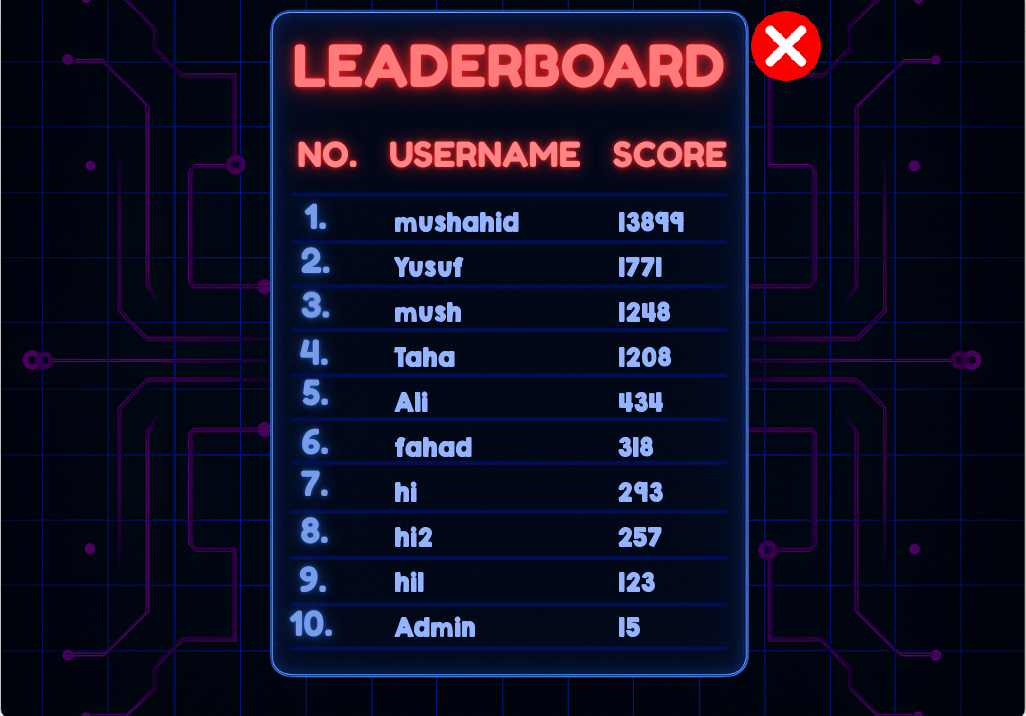 LEADERBOARD
NO. USERNAME SCORE
1. mushahid 13899
2. Yusuf 1771
3. mush 1248
4. Taha 1208
5. Ali 434
6. fahad 318
7. hi 293
8. hi2 257
9. hi1 123
10. Admin 15